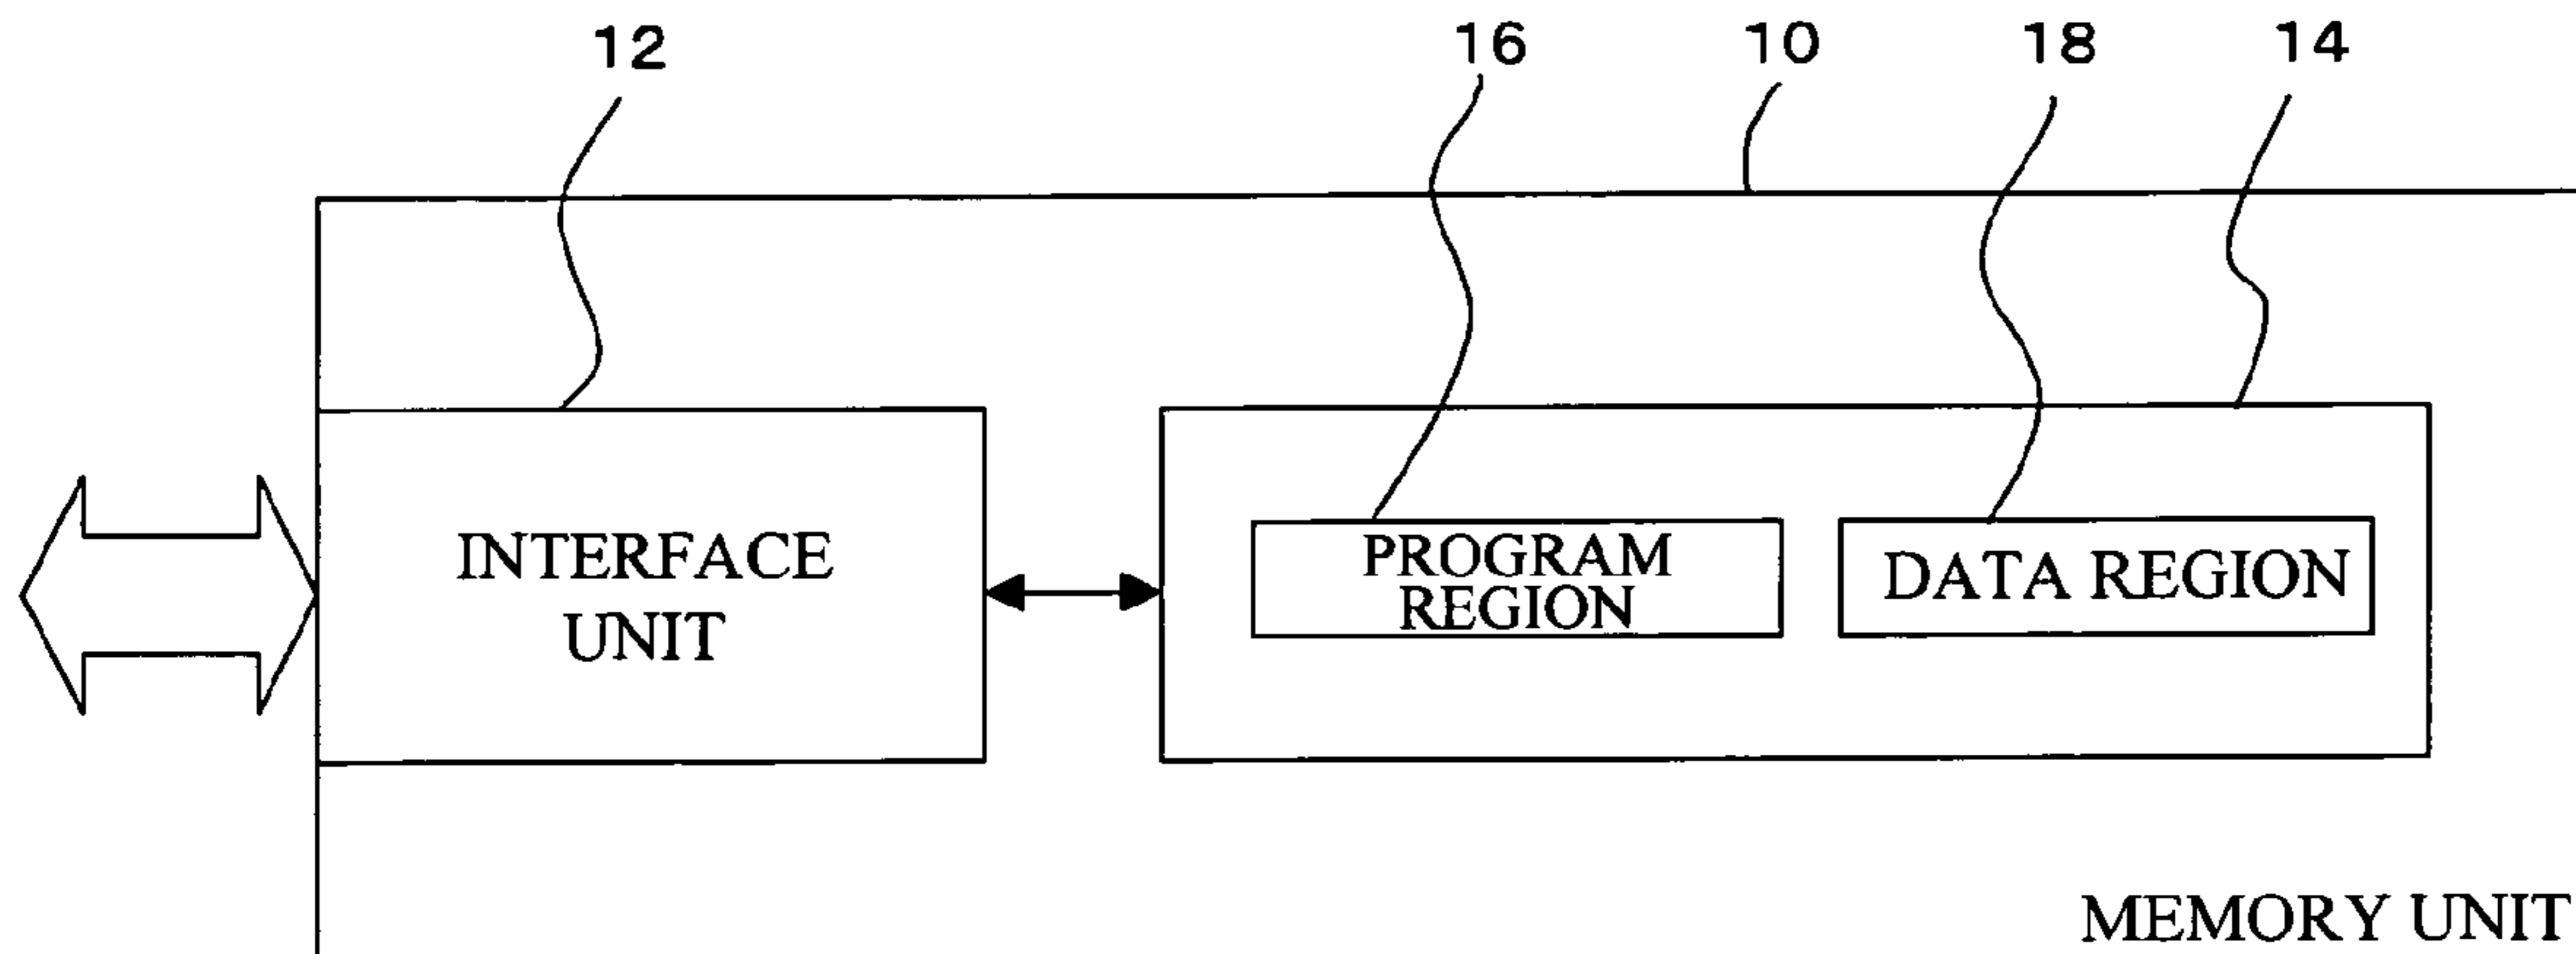 12 16 10 18 14
INTERFACE
UNIT
PROGRAM
REGION
DATA REGION
MEMORY UNIT